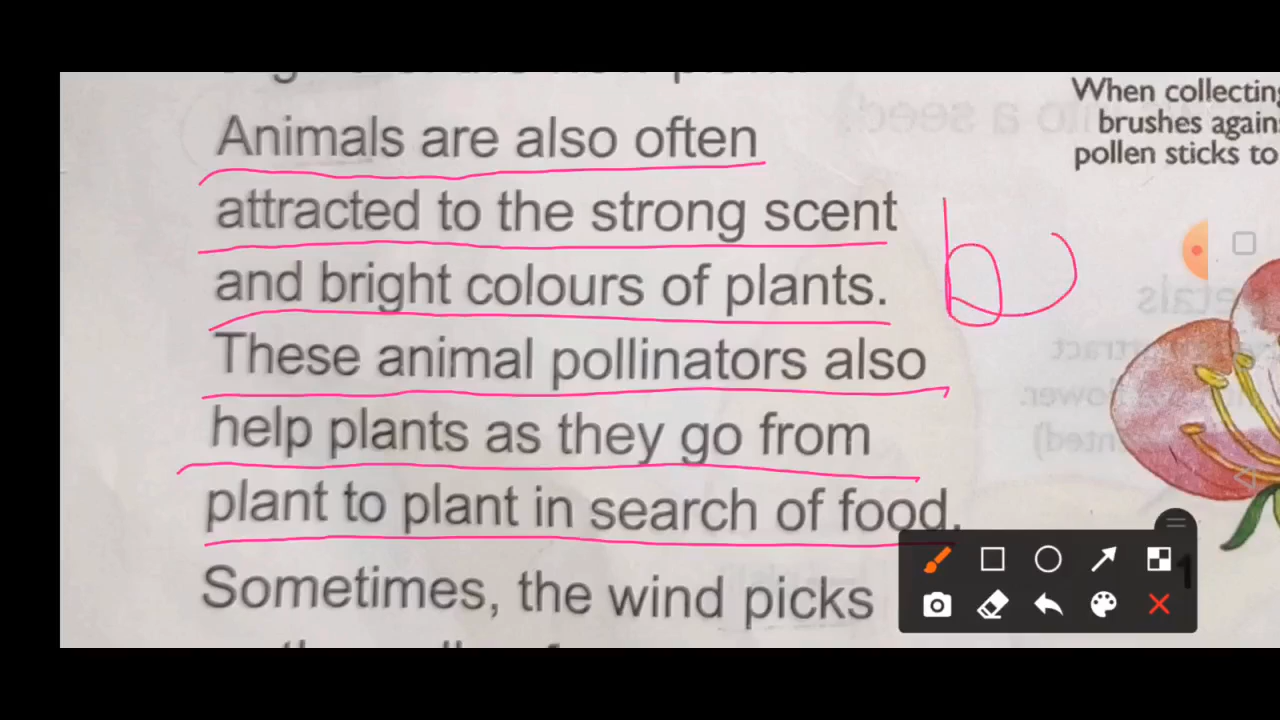 Animals are also often
attracted to the strong scent
and bright colours of plants.
These animal pollinators also
help plants as they go from
plant to plant in search of food.
Sometimes, the wind picks
When collecting
brushes again
pollen sticks to
b
1